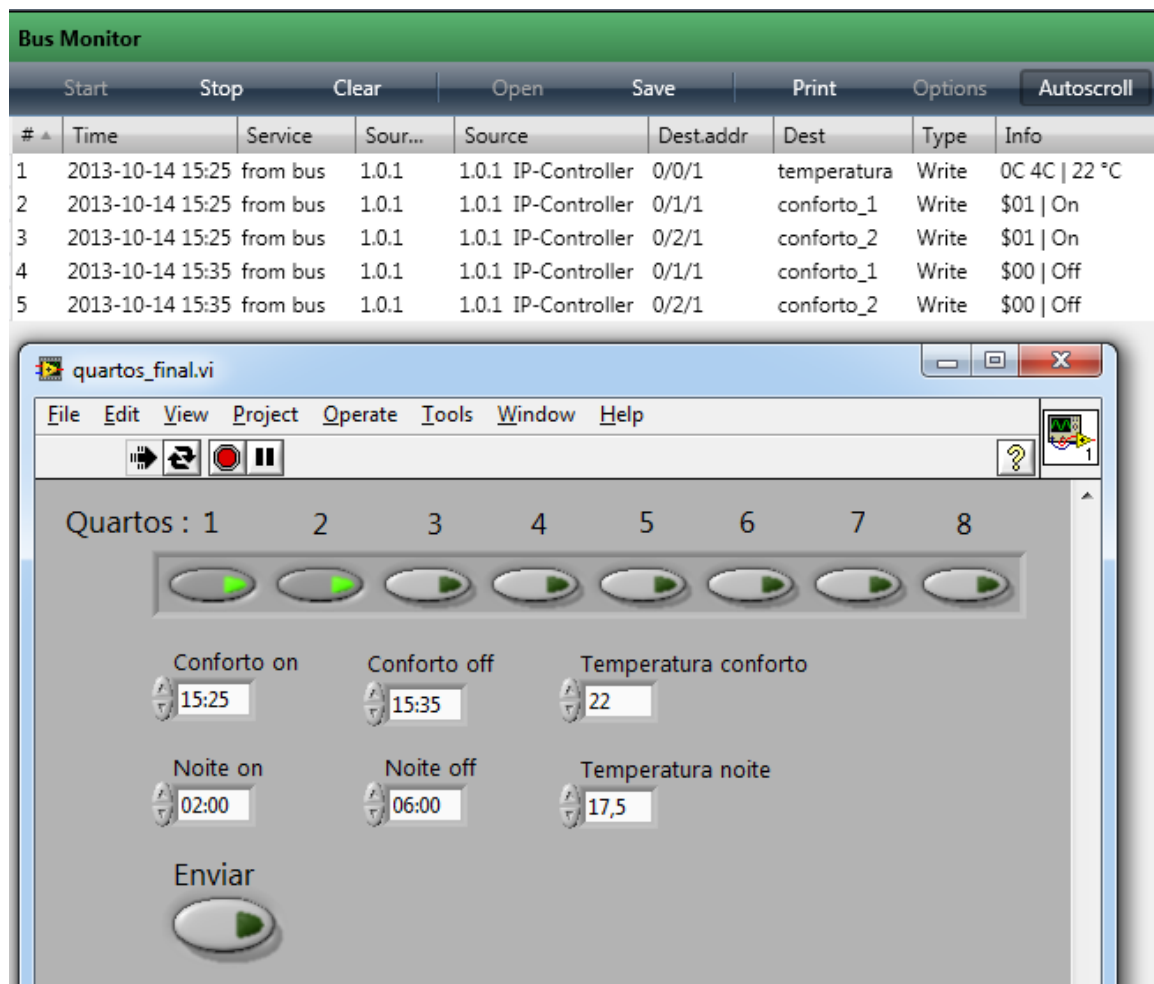 Bus Monitor
Start Stop Clear Open Save Print Options Autoscroll
# Time Service Sour... Source Dest.addr Dest Type Info
1 2013-10-14 15:25 from bus 1.0.1 1.0.1 IP-Controller 0/0/1 temperatura Write 0C 4C | 22 °C
2 2013-10-14 15:25 from bus 1.0.1 1.0.1 IP-Controller 0/1/1 conforto_1 Write $01 | On
3 2013-10-14 15:25 from bus 1.0.1 1.0.1 IP-Controller 0/2/1 conforto_2 Write $01 | On
4 2013-10-14 15:35 from bus 1.0.1 1.0.1 IP-Controller 0/1/1 conforto_1 Write $00 | Off
5 2013-10-14 15:35 from bus 1.0.1 1.0.1 IP-Controller 0/2/1 conforto_2 Write $00 | Off
quartos_final.vi
File Edit View Project Operate Tools Window Help
? 1
Quartos : 1 2 3 4 5 6 7 8
Conforto on Conforto off Temperatura conforto
15:25 15:35 22
Noite on Noite off Temperatura noite
02:00 06:00 17,5
Enviar